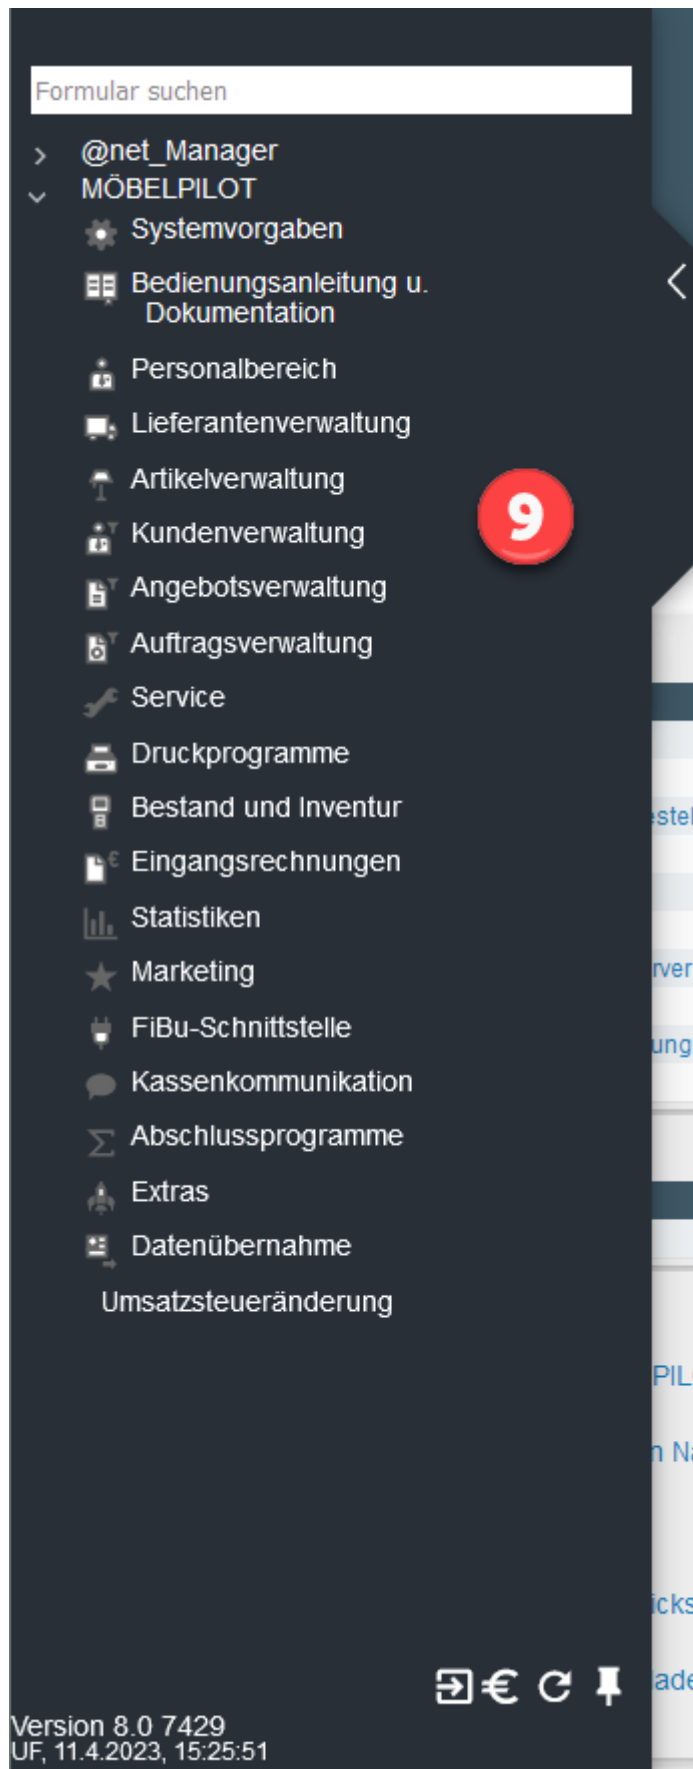 Formular suchen
@net_Manager
MÖBELPILOT
Systemvorgaben
Bedienungsanleitung u.
Dokumentation
Personalbereich
Lieferantenverwaltung
Artikelverwaltung
9
Kundenverwaltung
Angebotsverwaltung
Auftragsverwaltung
Service
Druckprogramme
Bestand und Inventur
Eingangsrechnungen
Statistiken
Marketing
FiBu-Schnittstelle
Kassenkommunikation
Abschlussprogramme
Extras
Datenübernahme
Umsatzsteueränderung
Version 8.0 7429
UF, 11.4.2023, 15:25:51